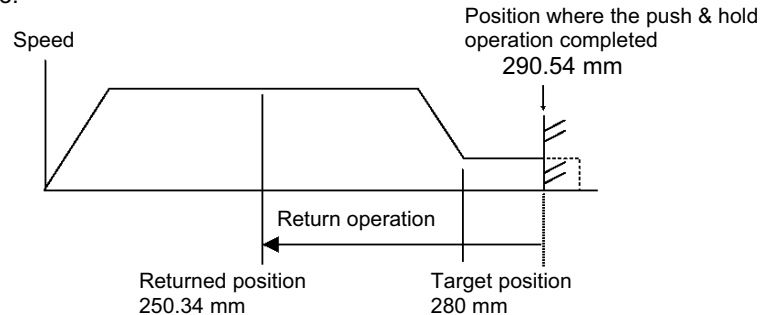 Position where the push & hold
operation completed
290.54 mm
Speed
Return operation
Returned position
250.34 mm
Target position
280 mm